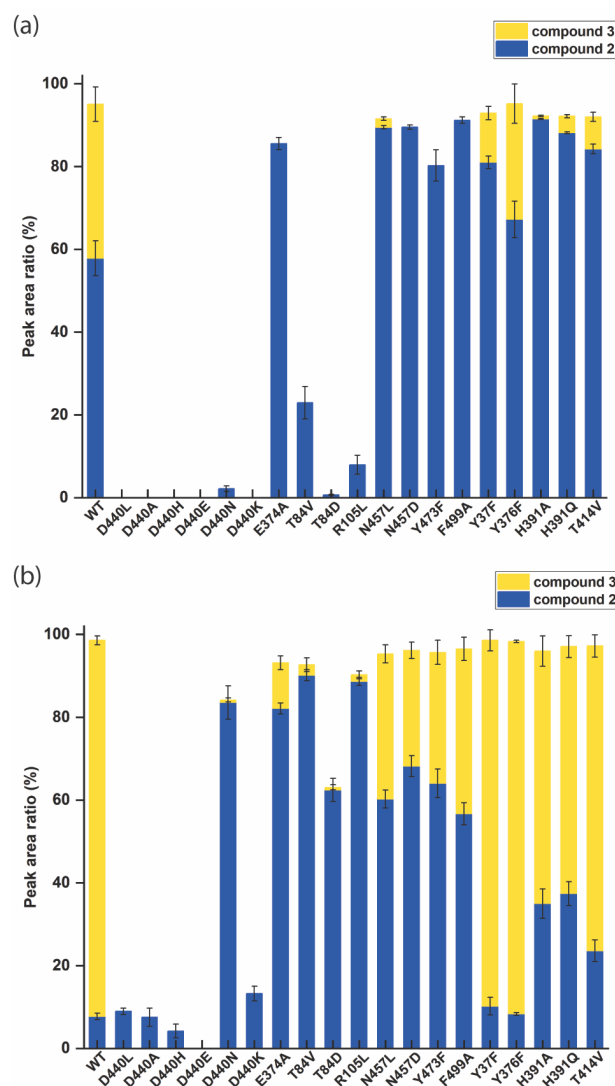 (a)
compound 3
compound 2
100
80
60
40
20
0
Peak area ratio (%)
WT
D440L
D440A
D440H
D440E
D440N
D440K
E374A
T84V
T84D
R105L
N457L
N457D
Y473F
F499A
Y37F
Y376F
H391A
H391Q
T414V
(b)
compound 3
compound 2
100
80
60
40
20
0
Peak area ratio (%)
WT
D440L
D440A
D440H
D440E
D440N
D440K
E374A
T84V
T84D
R105L
N457L
N457D
Y473F
F499A
Y37F
Y376F
H391A
H391Q
T414V